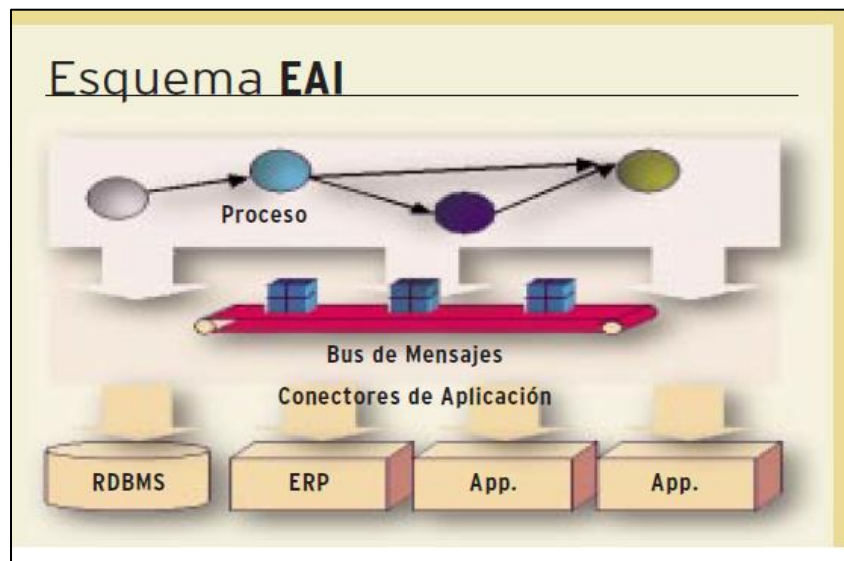 Esquema EAI
Proceso
Bus de Mensajes
Conectores de Aplicación
RDBMS
ERP
App.
App.